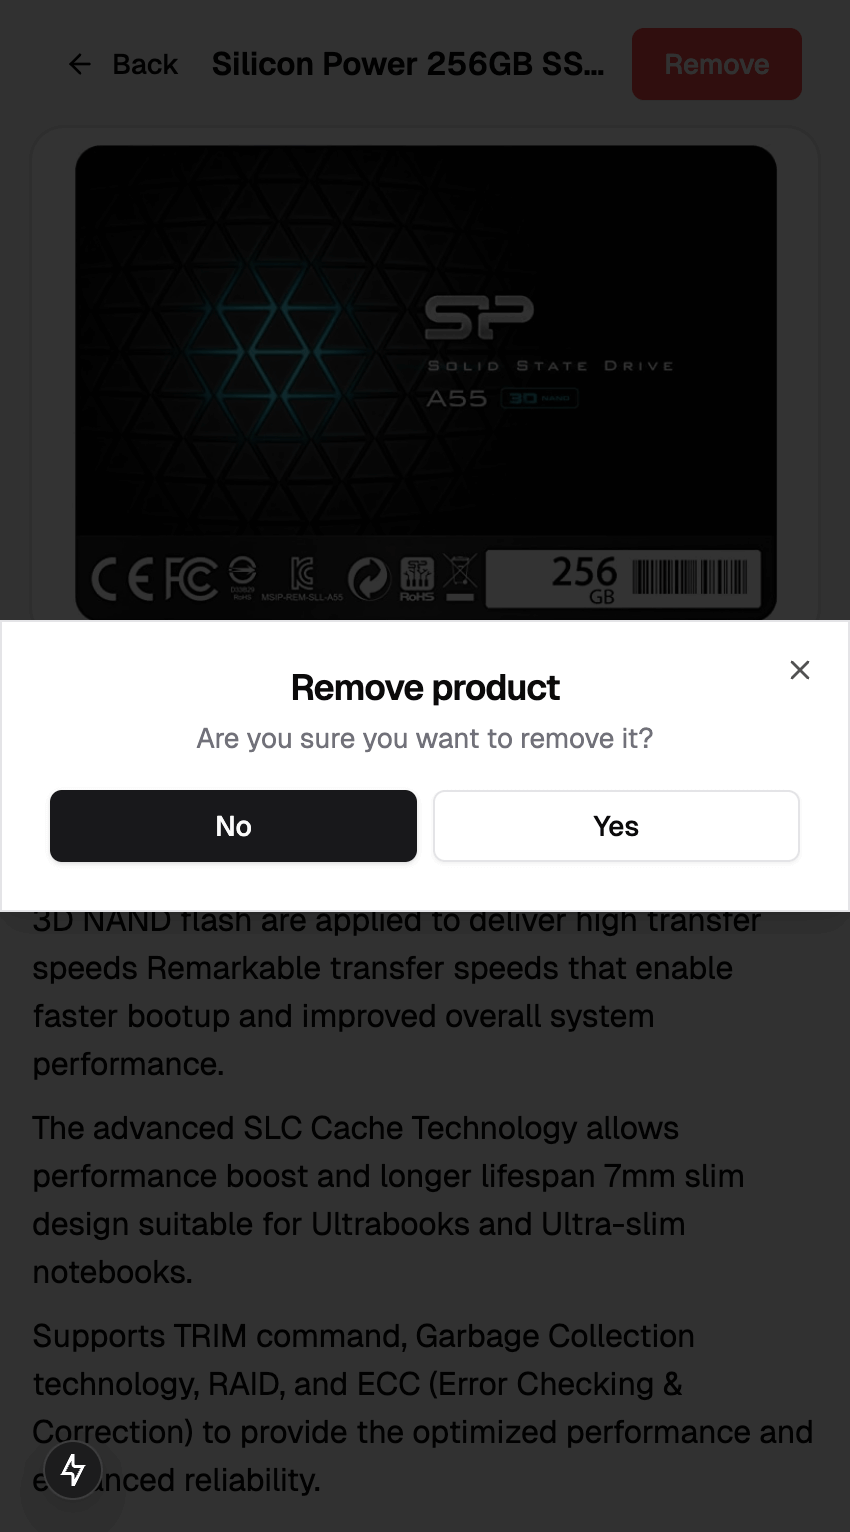 Back
Silicon Power 256GB SS...
Remove
SP
SOLID STATE DRIVE
A55 3D NAND
CE FC
RoHS
MSIP-REM-SLL-A55
SP
RoHS
256
GB
Remove product
Are you sure you want to remove it?
No
Yes
3D NAND flash are applied to deliver high transfer
speeds Remarkable transfer speeds that enable
faster bootup and improved overall system
performance.
The advanced SLC Cache Technology allows
performance boost and longer lifespan 7mm slim
design suitable for Ultrabooks and Ultra-slim
notebooks.
Supports TRIM command, Garbage Collection
technology, RAID, and ECC (Error Checking &
Correction) to provide the optimized performance and
reliability.